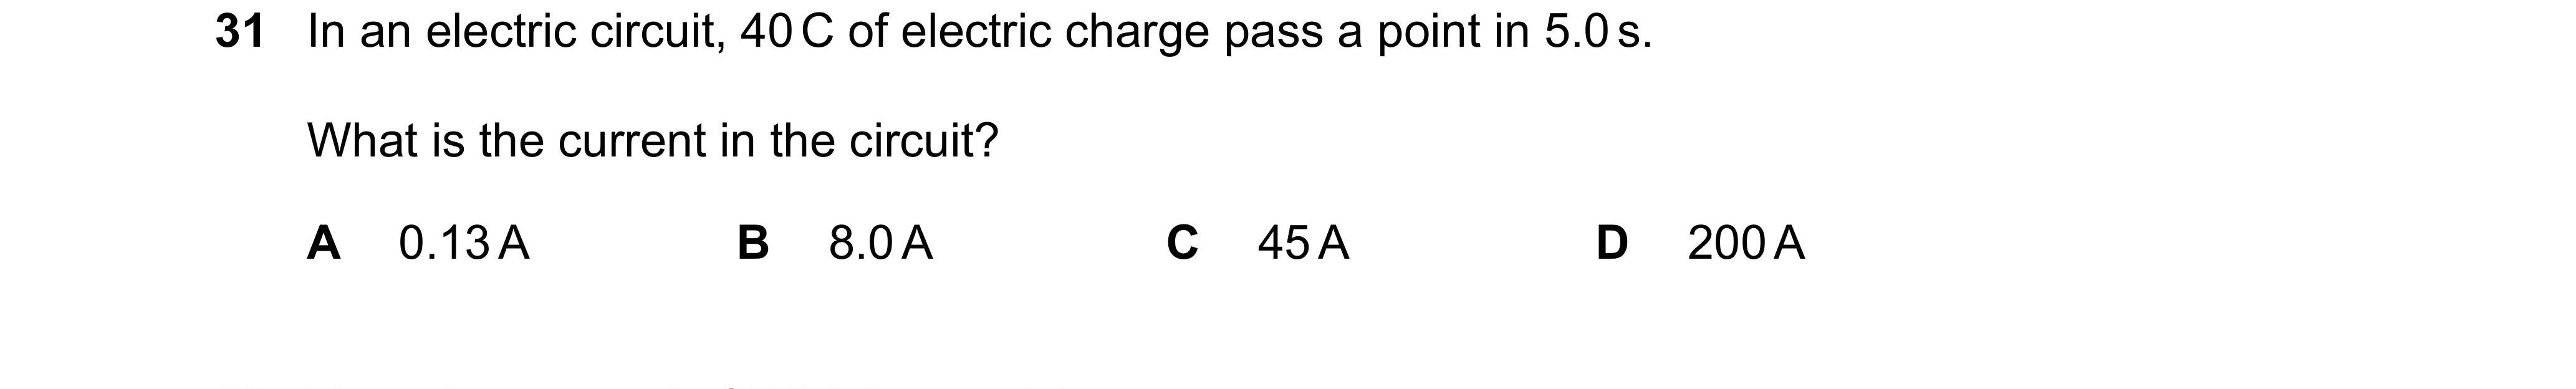 31 In an electric circuit, 40 C of electric charge pass a point in 5.0 s.
What is the current in the circuit?
A 0.13 A B 8.0 A C 45 A D 200 A